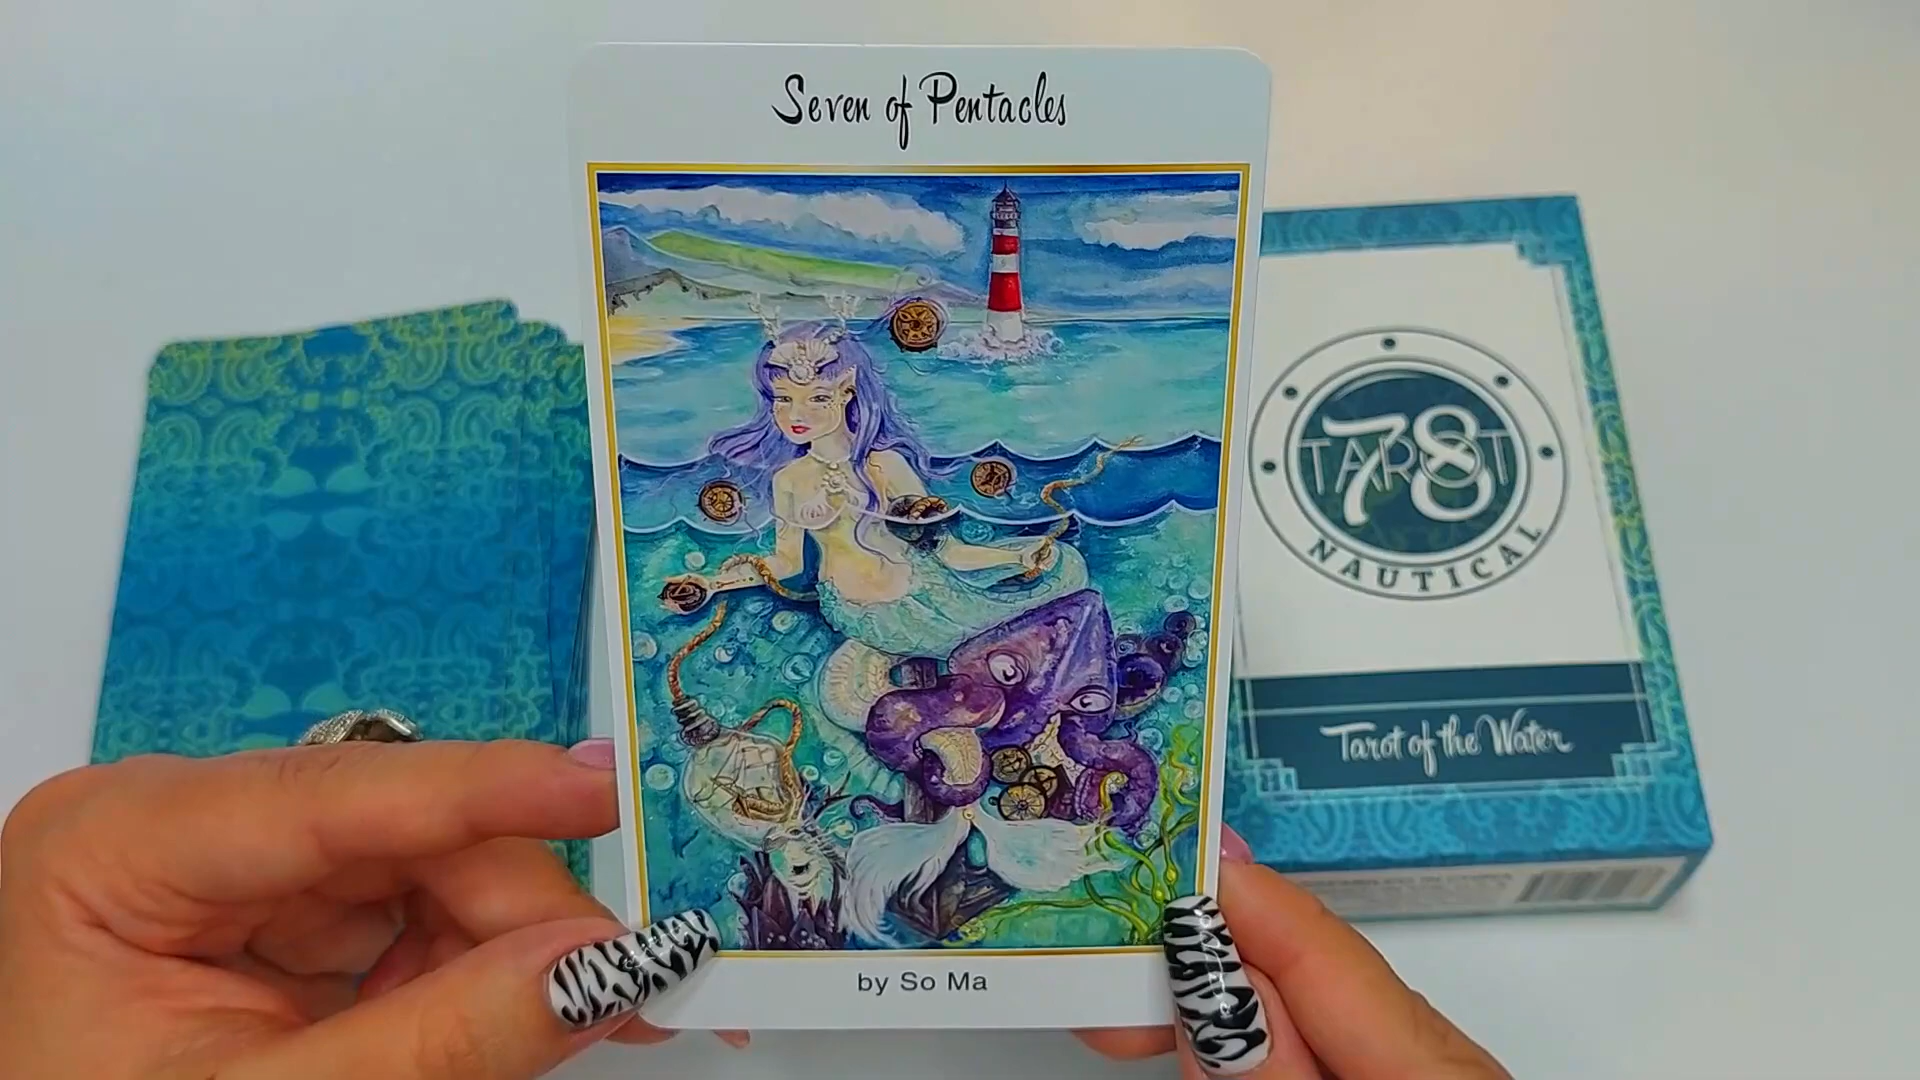 Seven of Pentacles
by So Ma
78
TAROT
NAUTICAL
Tarot of the Water